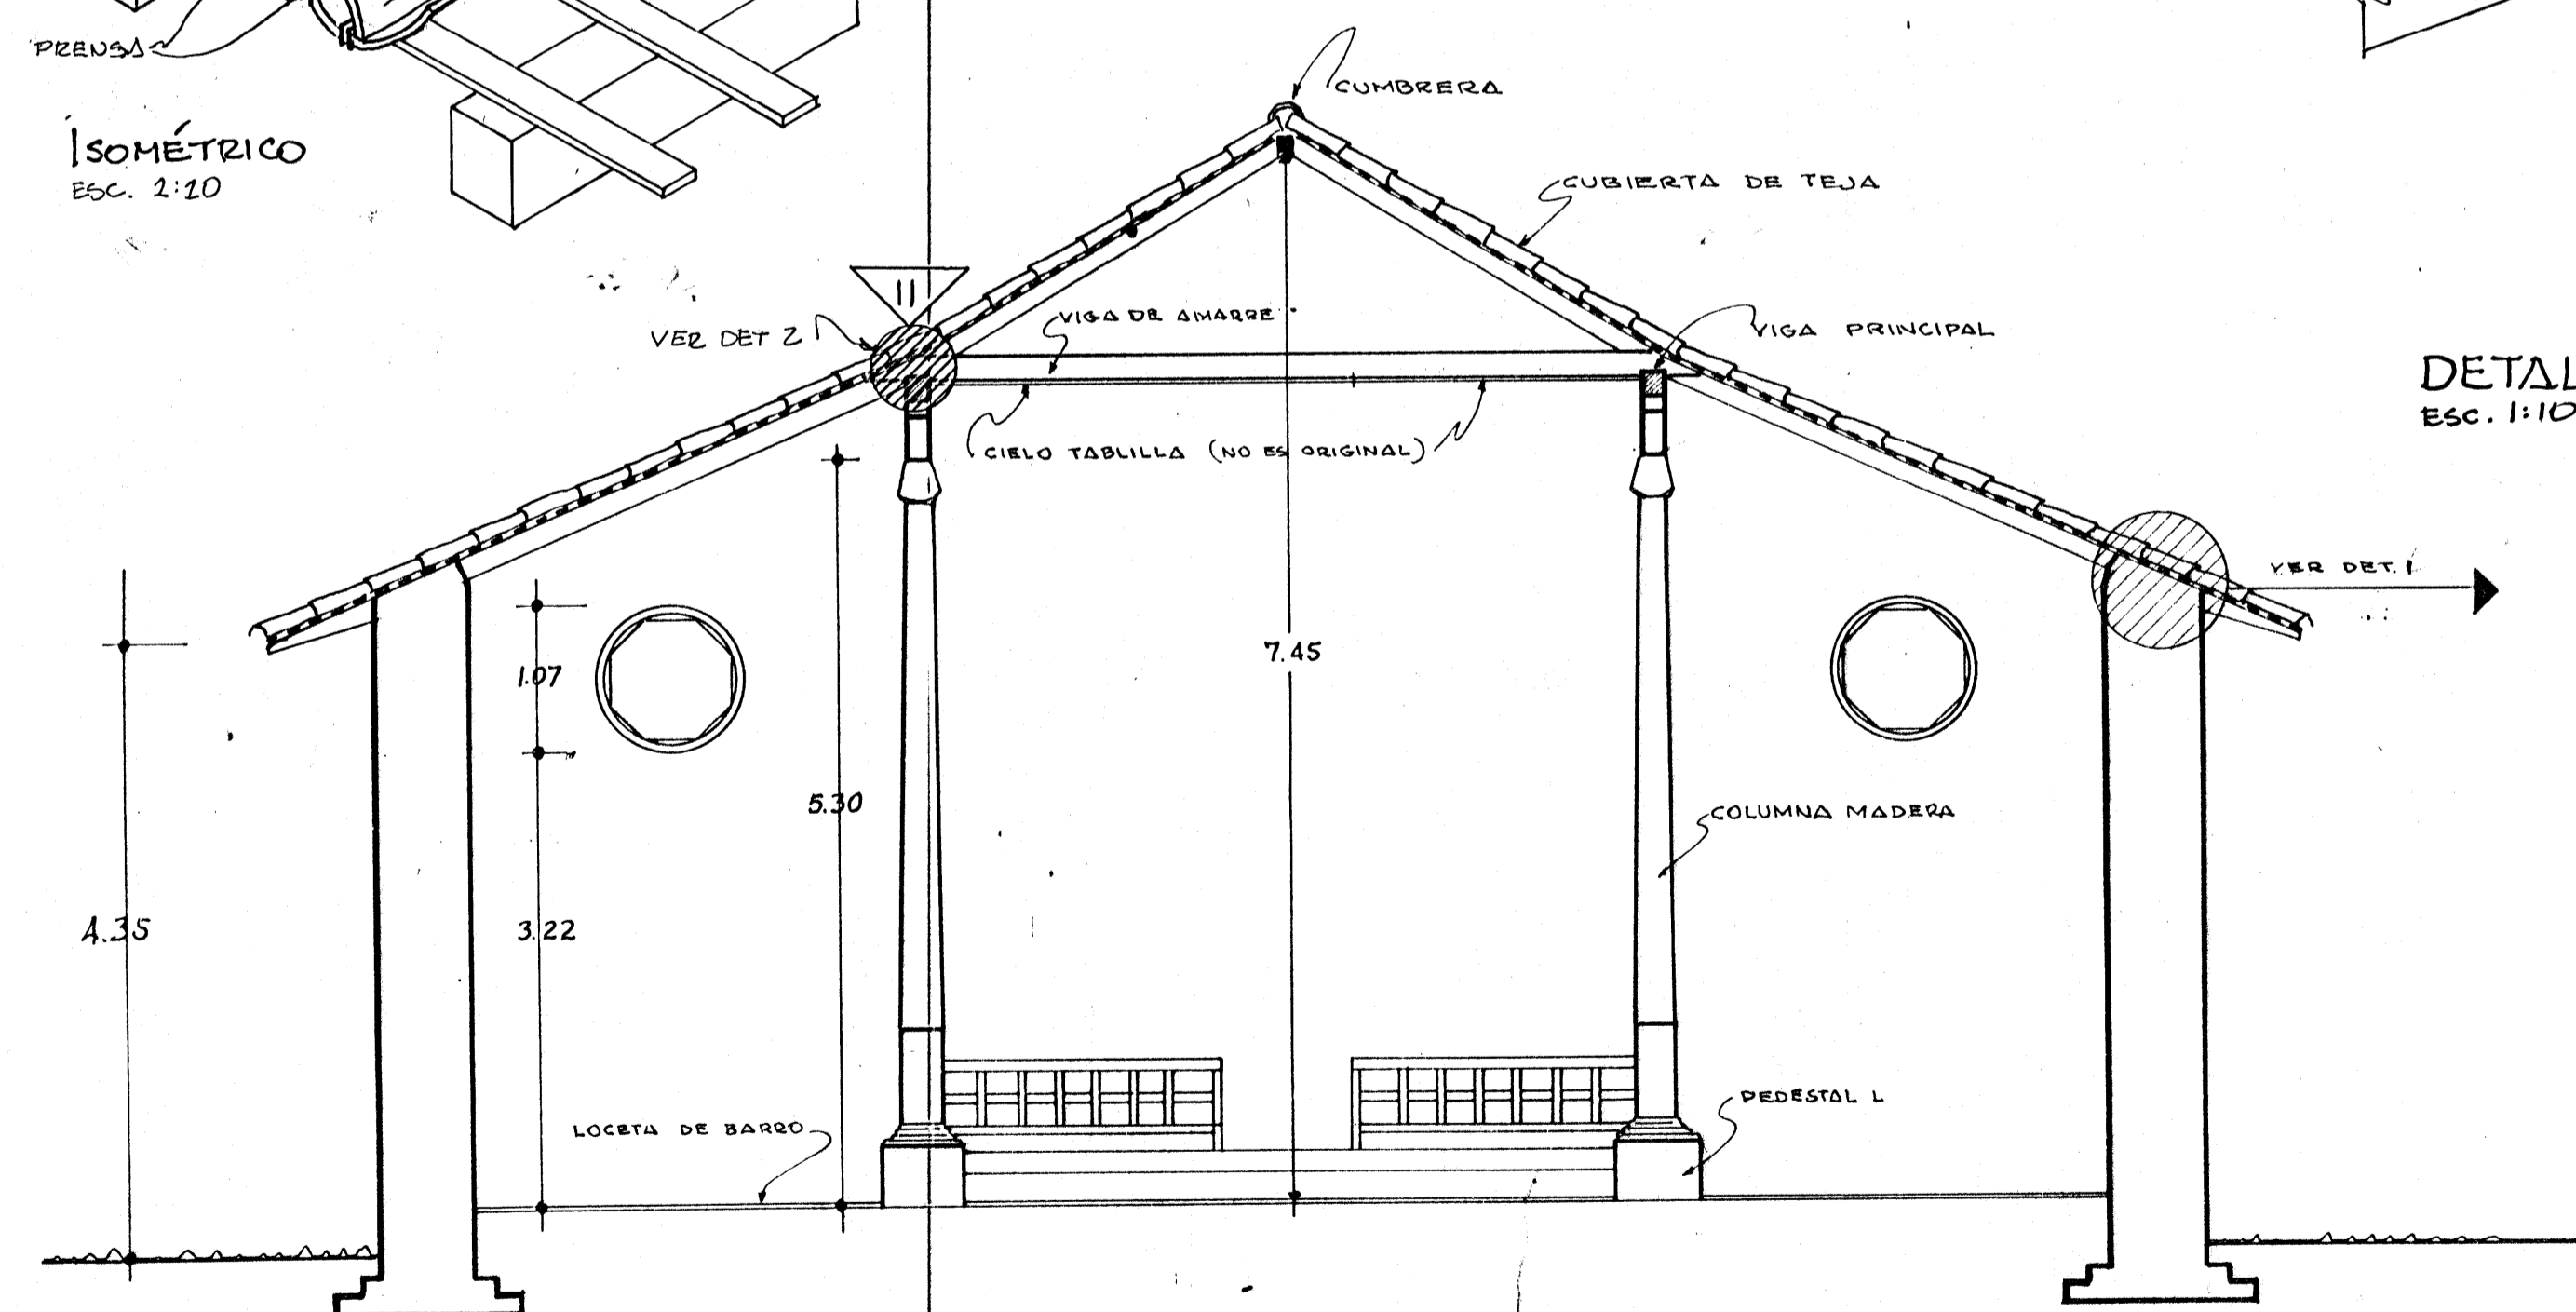 PRENSA
ISOMÉTRICO
ESC. 2:10
CUMBRERA
CUBIERTA DE TEJA
11
VER DET 2
VIGA DE AMARRE
VIGA PRINCIPAL
DETAL
ESC. 1:10
CIELO TABLILLA (NO ES ORIGINAL)
VER DET. 1
1.07
7.45
5.30
COLUMNA MADERA
4.35
3.22
PEDESTAL L
LOCETA DE BARRO